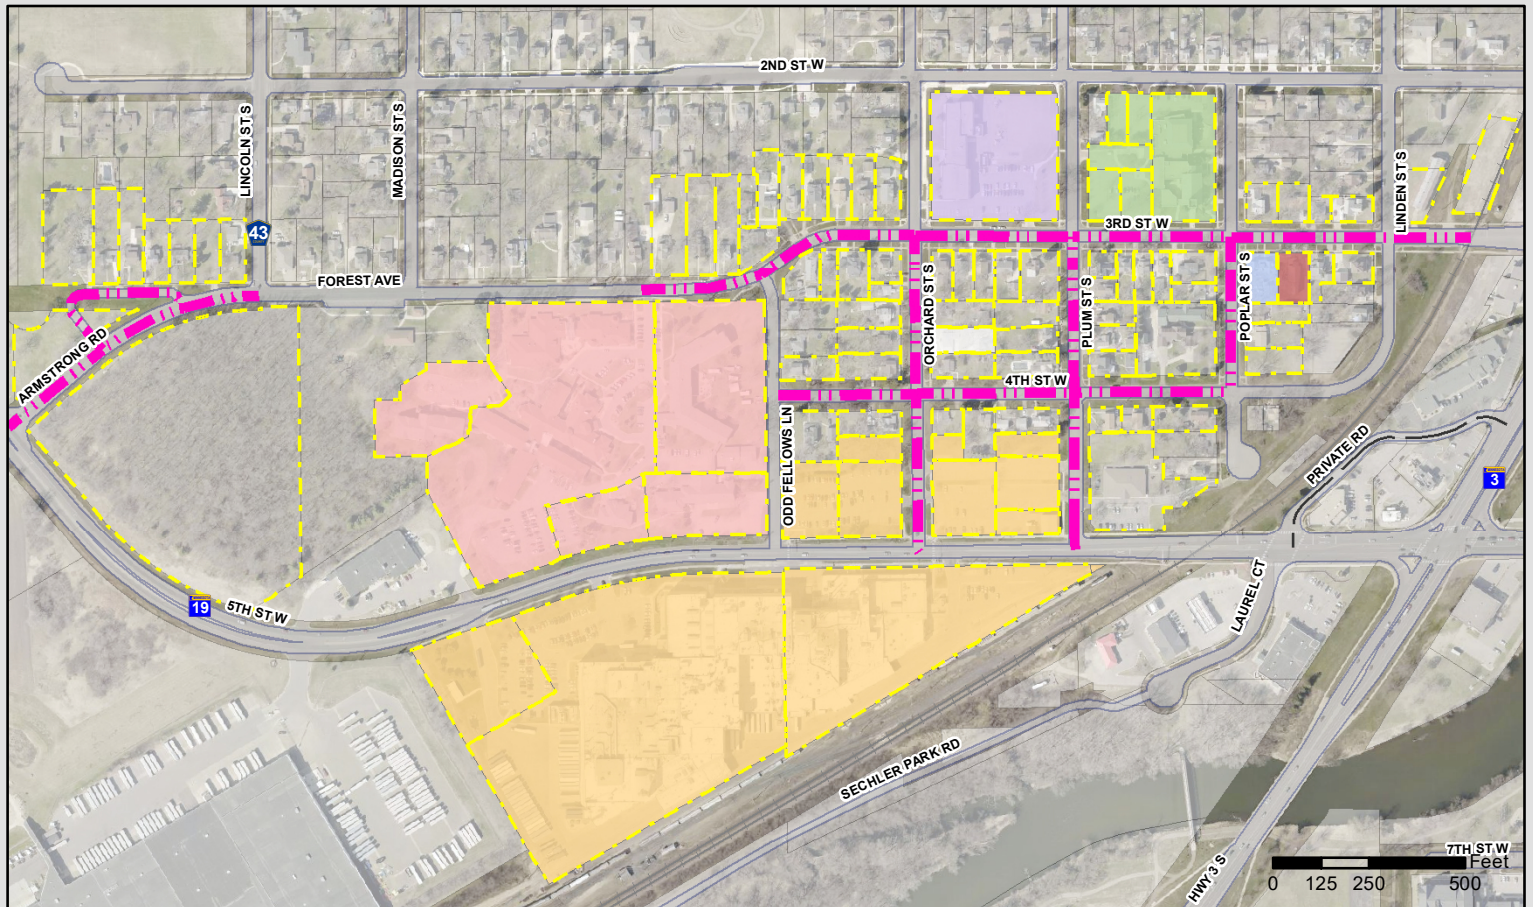 2ND ST W
LINCOLN ST S
MADISON ST S
LINDEN ST S
43
3RD ST W
FOREST AVE
ORCHARD ST S
PLUM ST S
POPLAR ST S
ARMSTRONG RD
4TH ST W
ODD FELLOWS LN
PRIVATE RD
3
19
5TH ST W
LAUREL CT
SECHLER PARK RD
HWY 3 S
7TH ST W
Feet
0 125 250 500